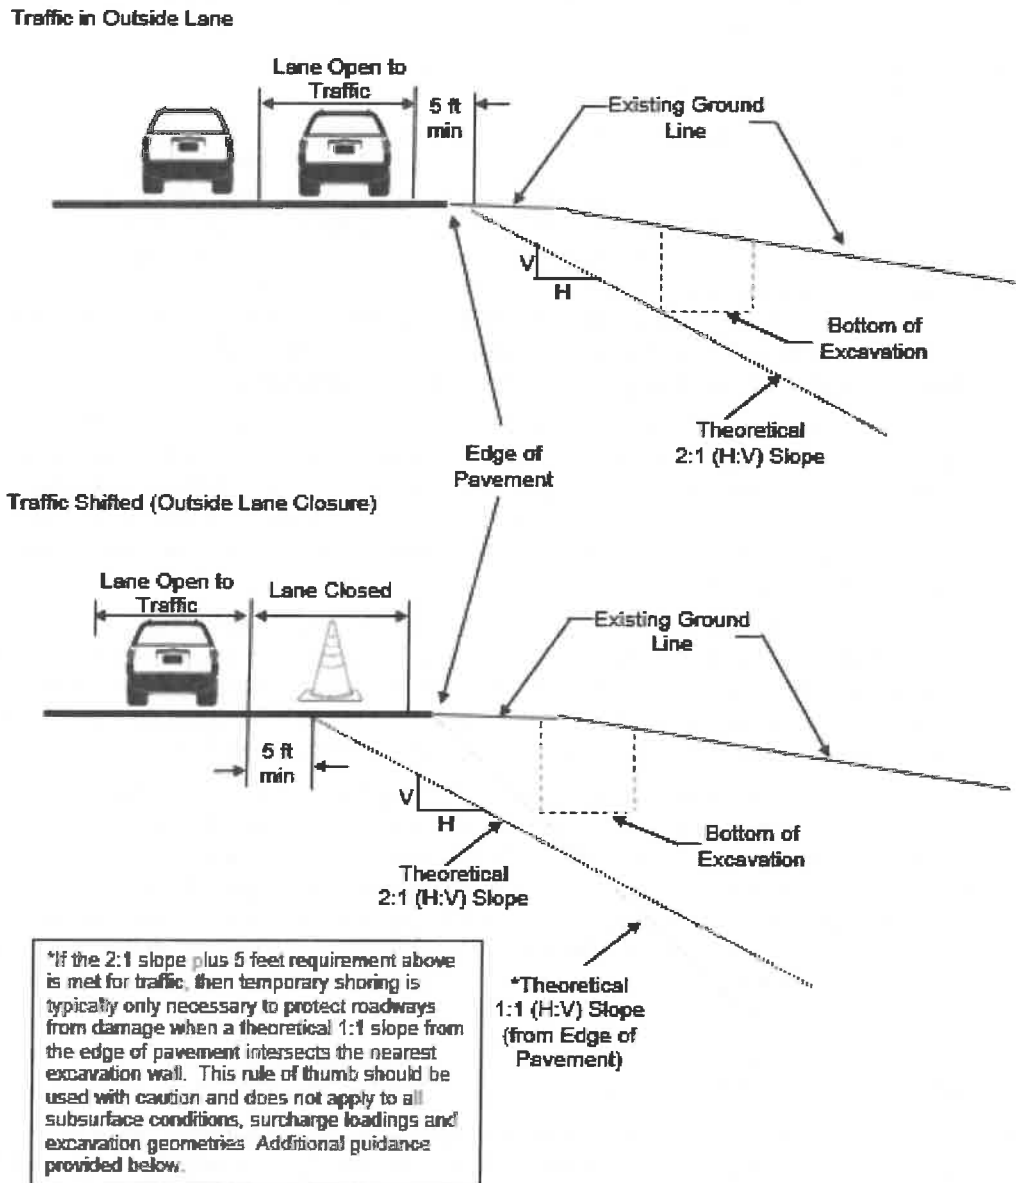 Traffic in Outside Lane
Lane Open to
Traffic
5 ft
min
Existing Ground
Line
V
H
Bottom of
Excavation
Theoretical
2:1 (H:V) Slope
Edge of
Pavement
Traffic Shifted (Outside Lane Closure)
Lane Open to
Traffic
Lane Closed
Existing Ground
Line
5 ft
min
V
H
Bottom of
Excavation
Theoretical
2:1 (H:V) Slope
*Theoretical
1:1 (H:V) Slope
(from Edge of
Pavement)
*If the 2:1 slope plus 5 feet requirement above
is met for traffic, then temporary shoring is
typically only necessary to protect roadways
from damage when a theoretical 1:1 slope from
the edge of pavement intersects the nearest
excavation wall. This rule of thumb should be
used with caution and does not apply to all
subsurface conditions, surcharge loadings and
excavation geometries. Additional guidance
provided below.